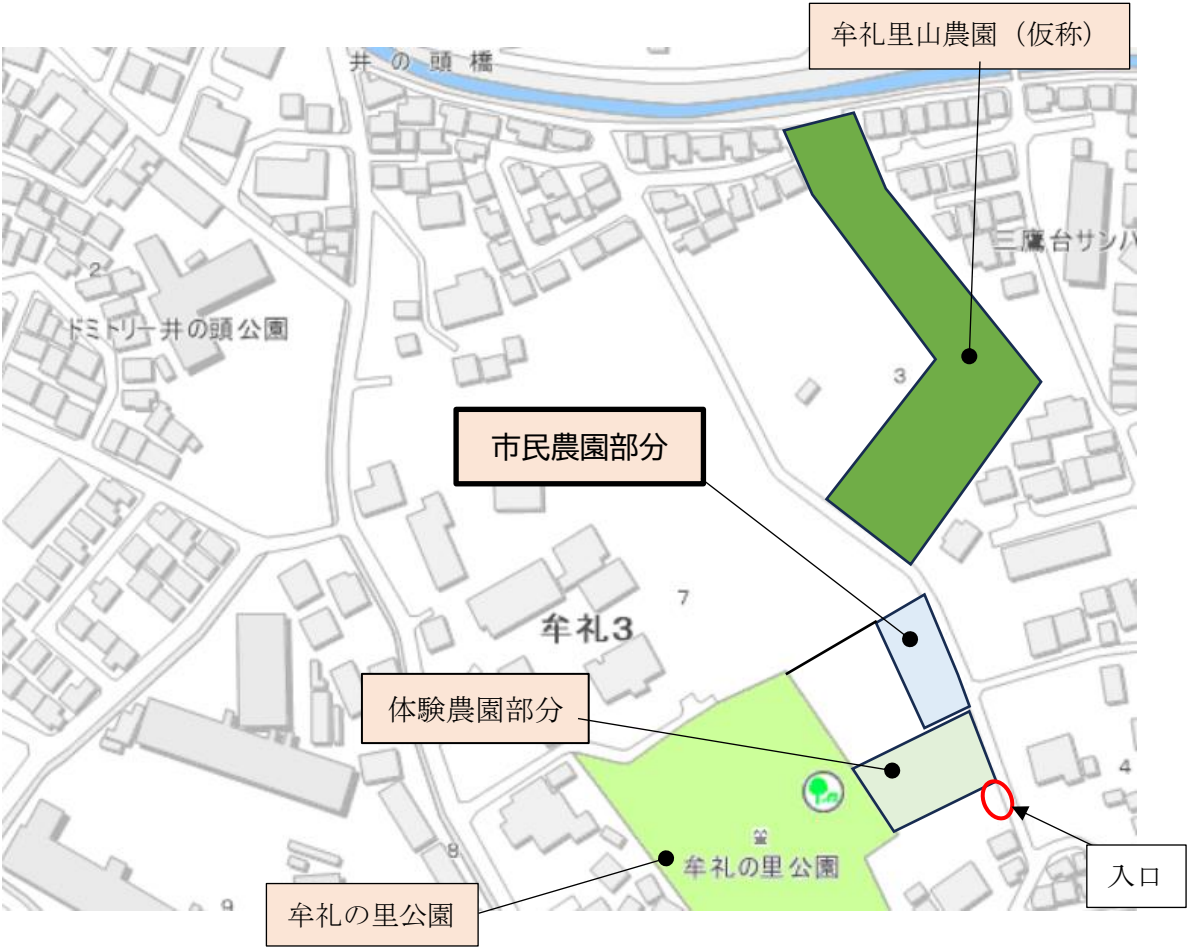 牟礼里山農園（仮称）
井の頭橋
三鷹台サンハ
2
ドミトリー井の頭公園
3
市民農園部分
7
牟礼3
体験農園部分
4
8
牟礼の里公園
入口
9
牟礼の里公園